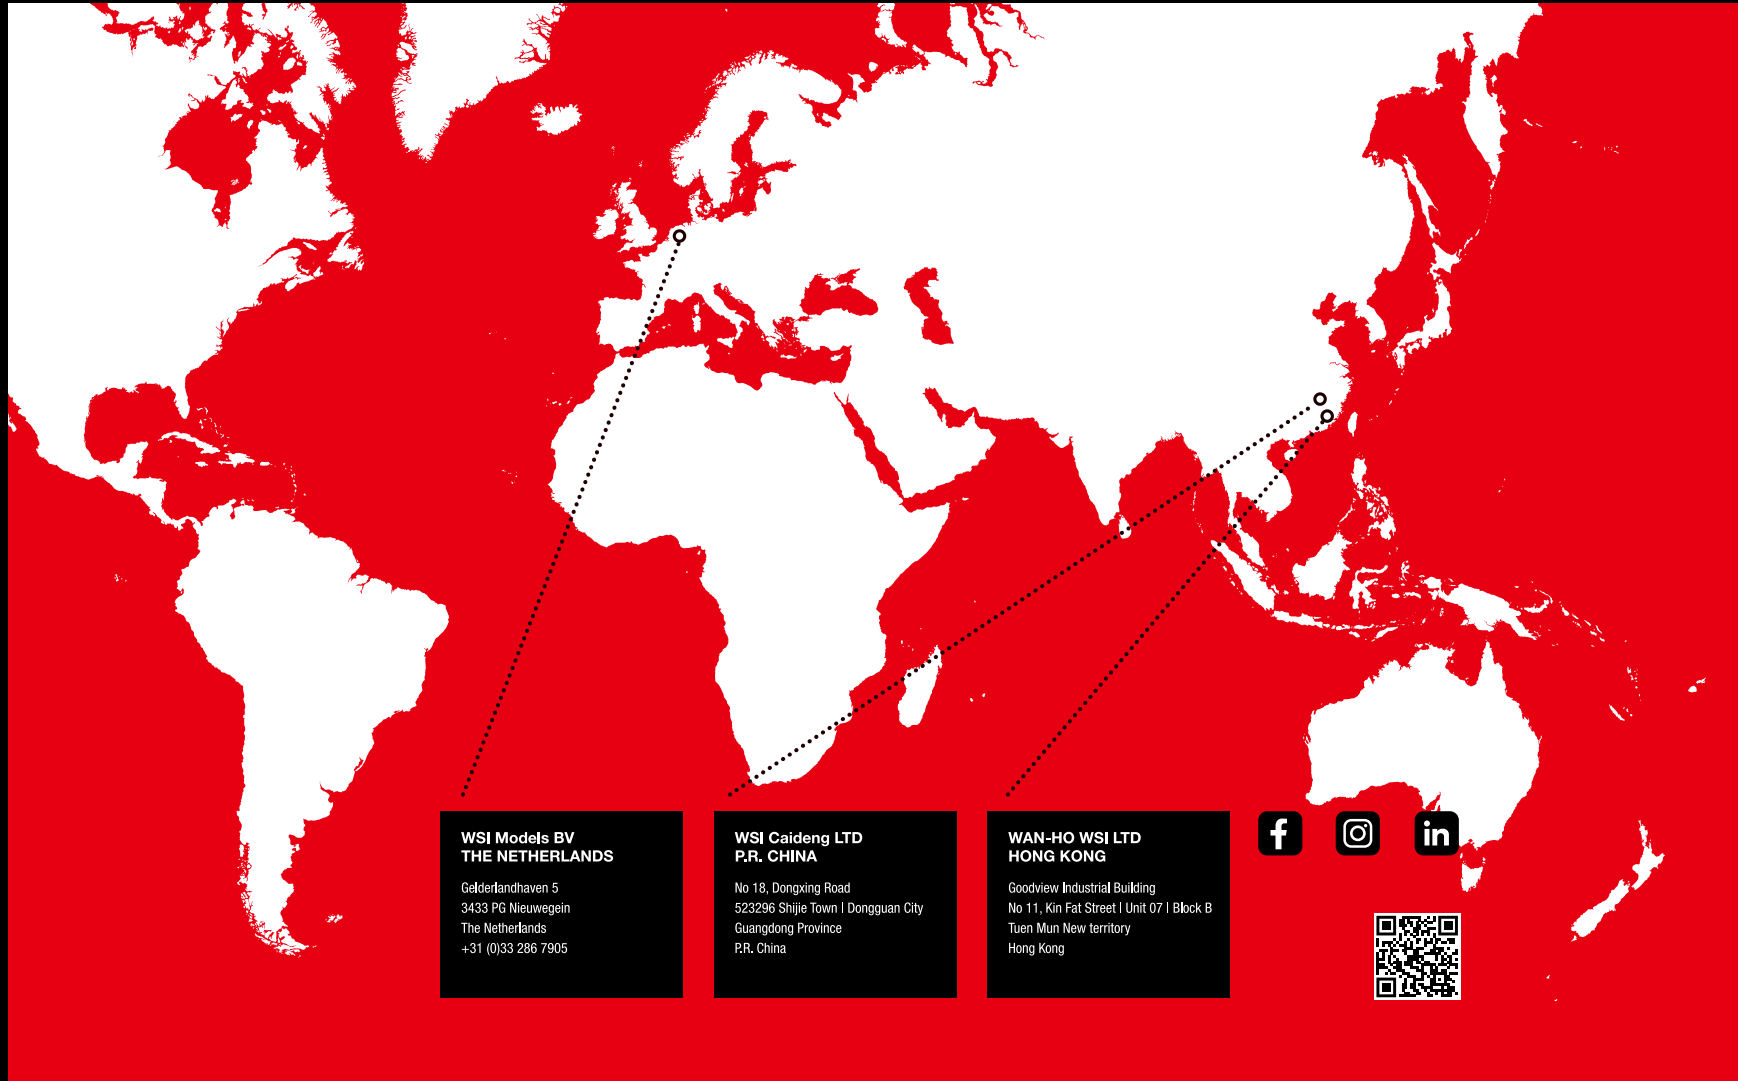 WSI Models BV
THE NETHERLANDS
Gelderlandhaven 5
3433 PG Nieuwegein
The Netherlands
+31 (0)33 286 7905
WSI Caideng LTD
P.R. CHINA
No 18, Dongxing Road
523296 Shijie Town | Dongguan City
Guangdong Province
P.R. China
WAN-HO WSI LTD
HONG KONG
Goodview Industrial Building
No 11, Kin Fat Street | Unit 07 | Block B
Tuen Mun New territory
Hong Kong
f
in